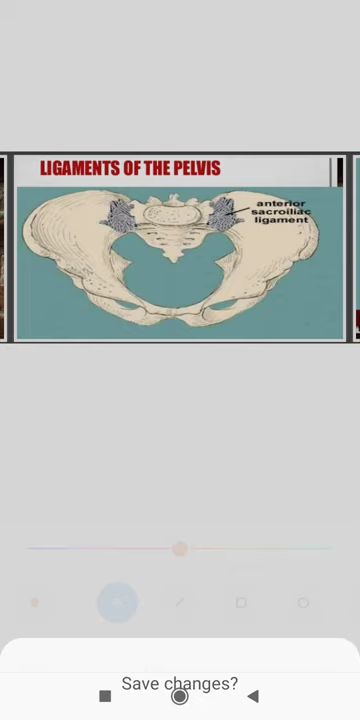 LIGAMENTS OF THE PELVIS
anterior
sacroiliac
ligament
Save changes?